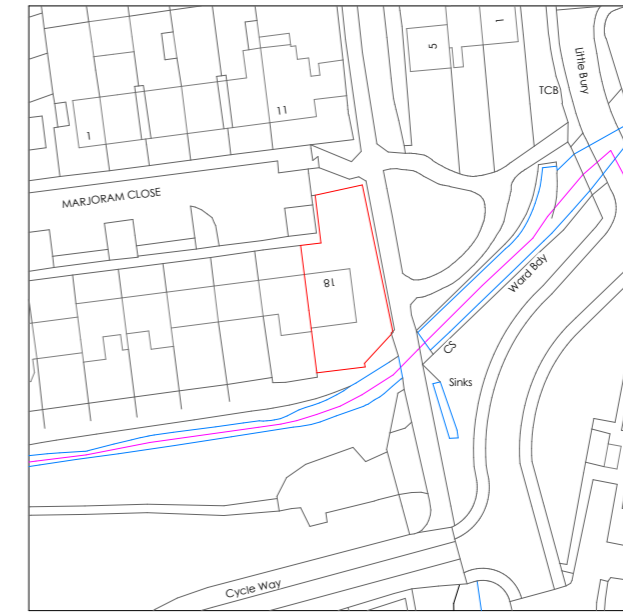 5
1
Little Bury
TCB
11
1
MARJORAM CLOSE
18
Ward Bdy
CS
Sinks
Cycle Way